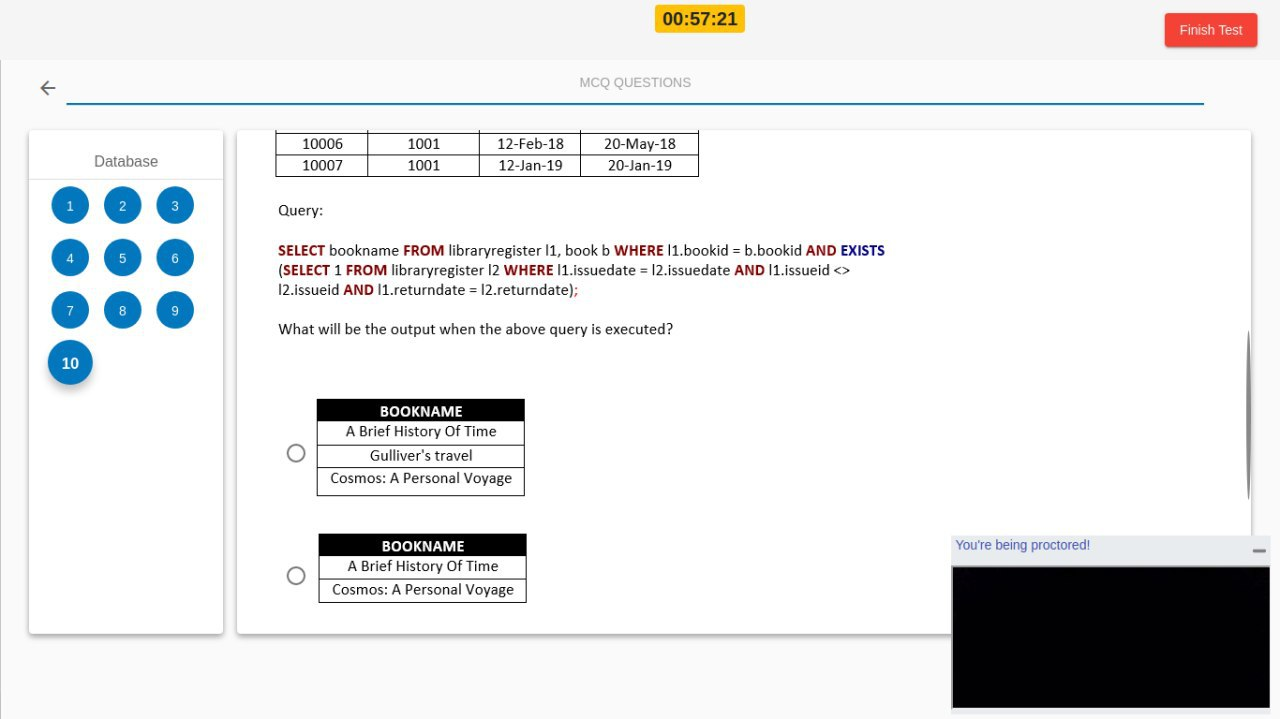 00:57:21
Finish Test
MCQ QUESTIONS
Database
1 2 3
4 5 6
7 8 9
10
10006 1001 12-Feb-18 20-May-18
10007 1001 12-Jan-19 20-Jan-19
Query:
SELECT bookname FROM libraryregister l1, book b WHERE l1.bookid = b.bookid AND EXISTS
(SELECT 1 FROM libraryregister l2 WHERE l1.issuedate = l2.issuedate AND l1.issueid <>
l2.issueid AND l1.returndate = l2.returndate);
What will be the output when the above query is executed?
BOOKNAME
A Brief History Of Time
Gulliver's travel
Cosmos: A Personal Voyage
BOOKNAME
A Brief History Of Time
Cosmos: A Personal Voyage
You're being proctored!